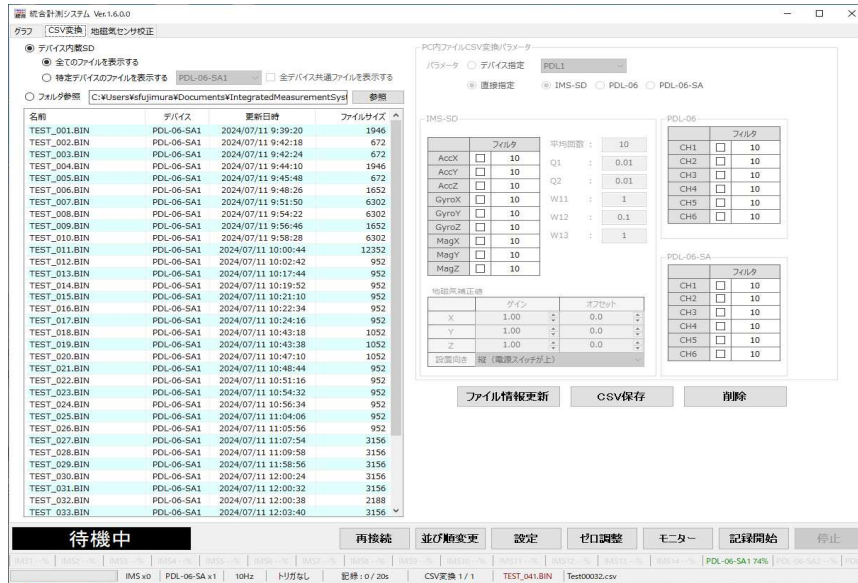 統合計測システム Ver.1.6.0.0
グラフ CSV変換 地磁気センサ校正
デバイス内蔵SD
全てのファイルを表示する
特定デバイスのファイルを表示する PDL-06-SA1 全デバイス共通ファイルを表示する
フォルダ参照 C:¥Users¥sfujimura¥Documents¥IntegratedMeasurementSyst 参照
名前 デバイス 更新日時 ファイルサイズ
TEST_001.BIN PDL-06-SA1 2024/07/11 9:39:20 1946
TEST_002.BIN PDL-06-SA1 2024/07/11 9:42:18 672
TEST_003.BIN PDL-06-SA1 2024/07/11 9:42:24 672
TEST_004.BIN PDL-06-SA1 2024/07/11 9:44:10 1946
TEST_005.BIN PDL-06-SA1 2024/07/11 9:45:48 672
TEST_006.BIN PDL-06-SA1 2024/07/11 9:48:26 1652
TEST_007.BIN PDL-06-SA1 2024/07/11 9:51:50 6302
TEST_008.BIN PDL-06-SA1 2024/07/11 9:54:22 6302
TEST_009.BIN PDL-06-SA1 2024/07/11 9:56:46 1652
TEST_010.BIN PDL-06-SA1 2024/07/11 9:58:28 6302
TEST_011.BIN PDL-06-SA1 2024/07/11 10:00:44 12352
TEST_012.BIN PDL-06-SA1 2024/07/11 10:02:42 952
TEST_013.BIN PDL-06-SA1 2024/07/11 10:17:44 952
TEST_014.BIN PDL-06-SA1 2024/07/11 10:19:52 952
TEST_015.BIN PDL-06-SA1 2024/07/11 10:21:10 952
TEST_016.BIN PDL-06-SA1 2024/07/11 10:22:34 952
TEST_017.BIN PDL-06-SA1 2024/07/11 10:24:16 952
TEST_018.BIN PDL-06-SA1 2024/07/11 10:43:18 1052
TEST_019.BIN PDL-06-SA1 2024/07/11 10:43:38 1052
TEST_020.BIN PDL-06-SA1 2024/07/11 10:47:10 1052
TEST_021.BIN PDL-06-SA1 2024/07/11 10:48:44 952
TEST_022.BIN PDL-06-SA1 2024/07/11 10:51:16 952
TEST_023.BIN PDL-06-SA1 2024/07/11 10:54:32 952
TEST_024.BIN PDL-06-SA1 2024/07/11 10:56:34 952
TEST_025.BIN PDL-06-SA1 2024/07/11 11:04:06 952
TEST_026.BIN PDL-06-SA1 2024/07/11 11:05:56 952
TEST_027.BIN PDL-06-SA1 2024/07/11 11:07:54 3156
TEST_028.BIN PDL-06-SA1 2024/07/11 11:09:58 3156
TEST_029.BIN PDL-06-SA1 2024/07/11 11:58:56 3156
TEST_030.BIN PDL-06-SA1 2024/07/11 12:00:24 3156
TEST_031.BIN PDL-06-SA1 2024/07/11 12:00:32 3156
TEST_032.BIN PDL-06-SA1 2024/07/11 12:00:38 2188
TEST_033.BIN PDL-06-SA1 2024/07/11 12:03:40 3156
PC内ファイルCSV変換パラメータ
パラメータ デバイス指定 PDL1
直接指定 IMS-SD PDL-06 PDL-06-SA
IMS-SD
フィルタ
AccX 10
AccY 10
AccZ 10
GyroX 10
GyroY 10
GyroZ 10
MagX 10
MagY 10
MagZ 10
平均回数 : 10
Q1 : 0.01
Q2 : 0.01
W11 : 1
W12 : 0.1
W13 : 1
地磁気補正値
ゲイン オフセット
X 1.00 0.0
Y 1.00 0.0
Z 1.00 0.0
設置向き 縦（電源スイッチが上）
PDL-06
フィルタ
CH1 10
CH2 10
CH3 10
CH4 10
CH5 10
CH6 10
PDL-06-SA
フィルタ
CH1 10
CH2 10
CH3 10
CH4 10
CH5 10
CH6 10
ファイル情報更新 CSV保存 削除
待機中 再接続 並び順変更 設定 ゼロ調整 モニター 記録開始 停止
IMS1 --% IMS2 --% IMS3 --% IMS4 --% IMS5 --% IMS6 --% IMS7 --% IMS8 --% IMS9 --% IMS10 --% IMS11 --% IMS12 --% IMS13 --% IMS14 --% PDL-06-SA1 74% PDL-06-SA2 --%
IMS x0 PDL-06-SA x1 10Hz トリガなし 記録 : 0 / 20s CSV変換 1 / 1 TEST_041.BIN Test00032.csv